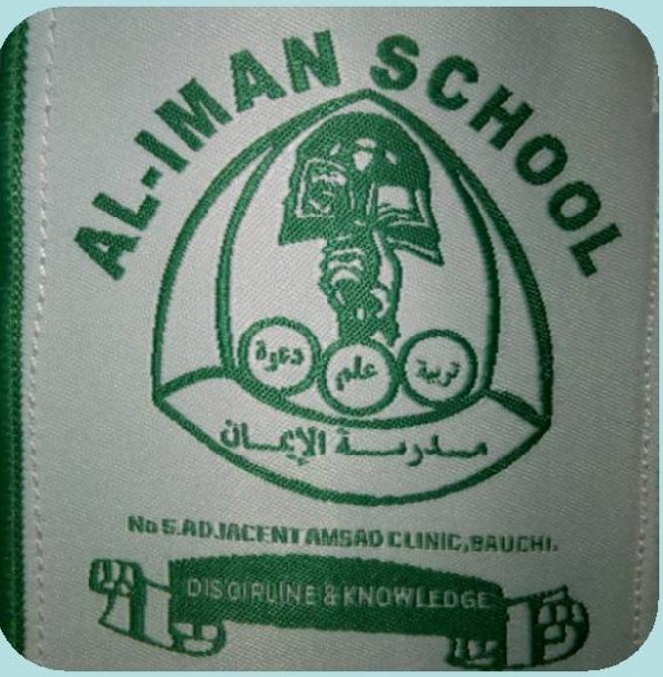 AL-IMAN SCHOOL
دعوة
علم
تربية
مدرسة الإيمان
No 5. ADJACENT AMSAD CLINIC, BAUCHI.
DISCIPLINE & KNOWLEDGE